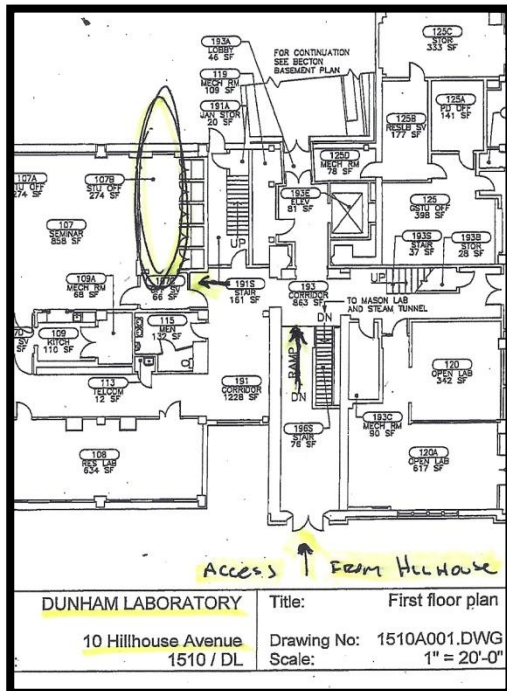 125C
STOR
333 SF
193A
LOBBY
46 SF
FOR CONTINUATION
SEE BECTON
BASEMENT PLAN
119
MECH RM
109 SF
191A
JAN STOR
20 SF
125A
PD OFF
141 SF
125B
RESLB SV
177 SF
125D
MECH RM
78 SF
107A
STU OFF
274 SF
107B
STU OFF
274 SF
193E
ELEV
81 SF
125
GSTU OFF
398 SF
107
SEMINAR
858 SF
UP
193S
STAIR
37 SF
193B
STOR
28 SF
109A
MECH RM
68 SF
SV
66 SF
191S
STAIR
161 SF
193
CORRIDOR
863 SF
UP
TO MASON LAB
AND STEAM TUNNEL
DN
109
KITCH
110 SF
115
MEN
132 SF
RAMP
120
OPEN LAB
342 SF
113
TELCOM
12 SF
191
CORRIDOR
1228 SF
DN
193C
MECH RM
90 SF
196S
STAIR
76 SF
120A
OPEN LAB
617 SF
108
RES LAB
634 SF
ACCESS FROM HILLHOUSE
DUNHAM LABORATORY
10 Hillhouse Avenue
1510 / DL
Title: First floor plan
Drawing No: 1510A001.DWG
Scale: 1" = 20'-0"